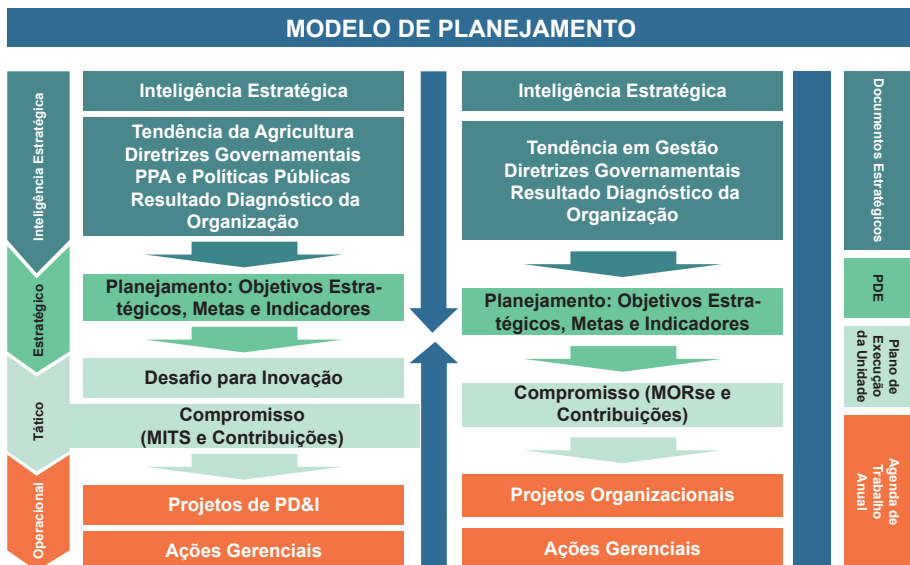 MODELO DE PLANEJAMENTO
Inteligência Estratégica
Estratégico
Tático
Operacional
Inteligência Estratégica
Tendência da Agricultura
Diretrizes Governamentais
PPA e Políticas Públicas
Resultado Diagnóstico da
Organização
Planejamento: Objetivos Estra-
tégicos, Metas e Indicadores
Desafio para Inovação
Compromisso
(MITS e Contribuições)
Projetos de PD&I
Ações Gerenciais
Inteligência Estratégica
Tendência em Gestão
Diretrizes Governamentais
Resultado Diagnóstico da
Organização
Planejamento: Objetivos Estra-
tégicos, Metas e Indicadores
Compromisso (MORse e
Contribuições)
Projetos Organizacionais
Ações Gerenciais
Documentos Estratégicos
PDE
Plano de
Execução
da Unidade
Agenda de
Trabalho
Anual